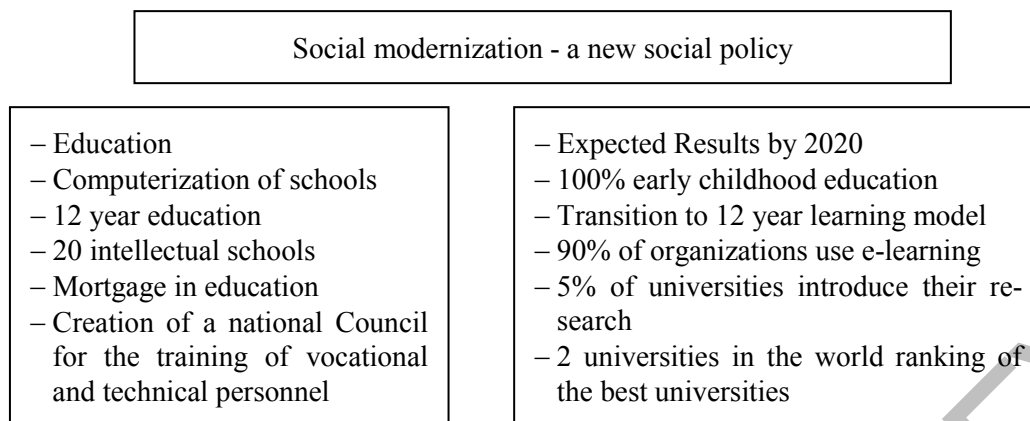 Social modernization - a new social policy
– Education
– Computerization of schools
– 12 year education
– 20 intellectual schools
– Mortgage in education
– Creation of a national Council
for the training of vocational
and technical personnel
– Expected Results by 2020
– 100% early childhood education
– Transition to 12 year learning model
– 90% of organizations use e-learning
– 5% of universities introduce their re-
search
– 2 universities in the world ranking of
the best universities